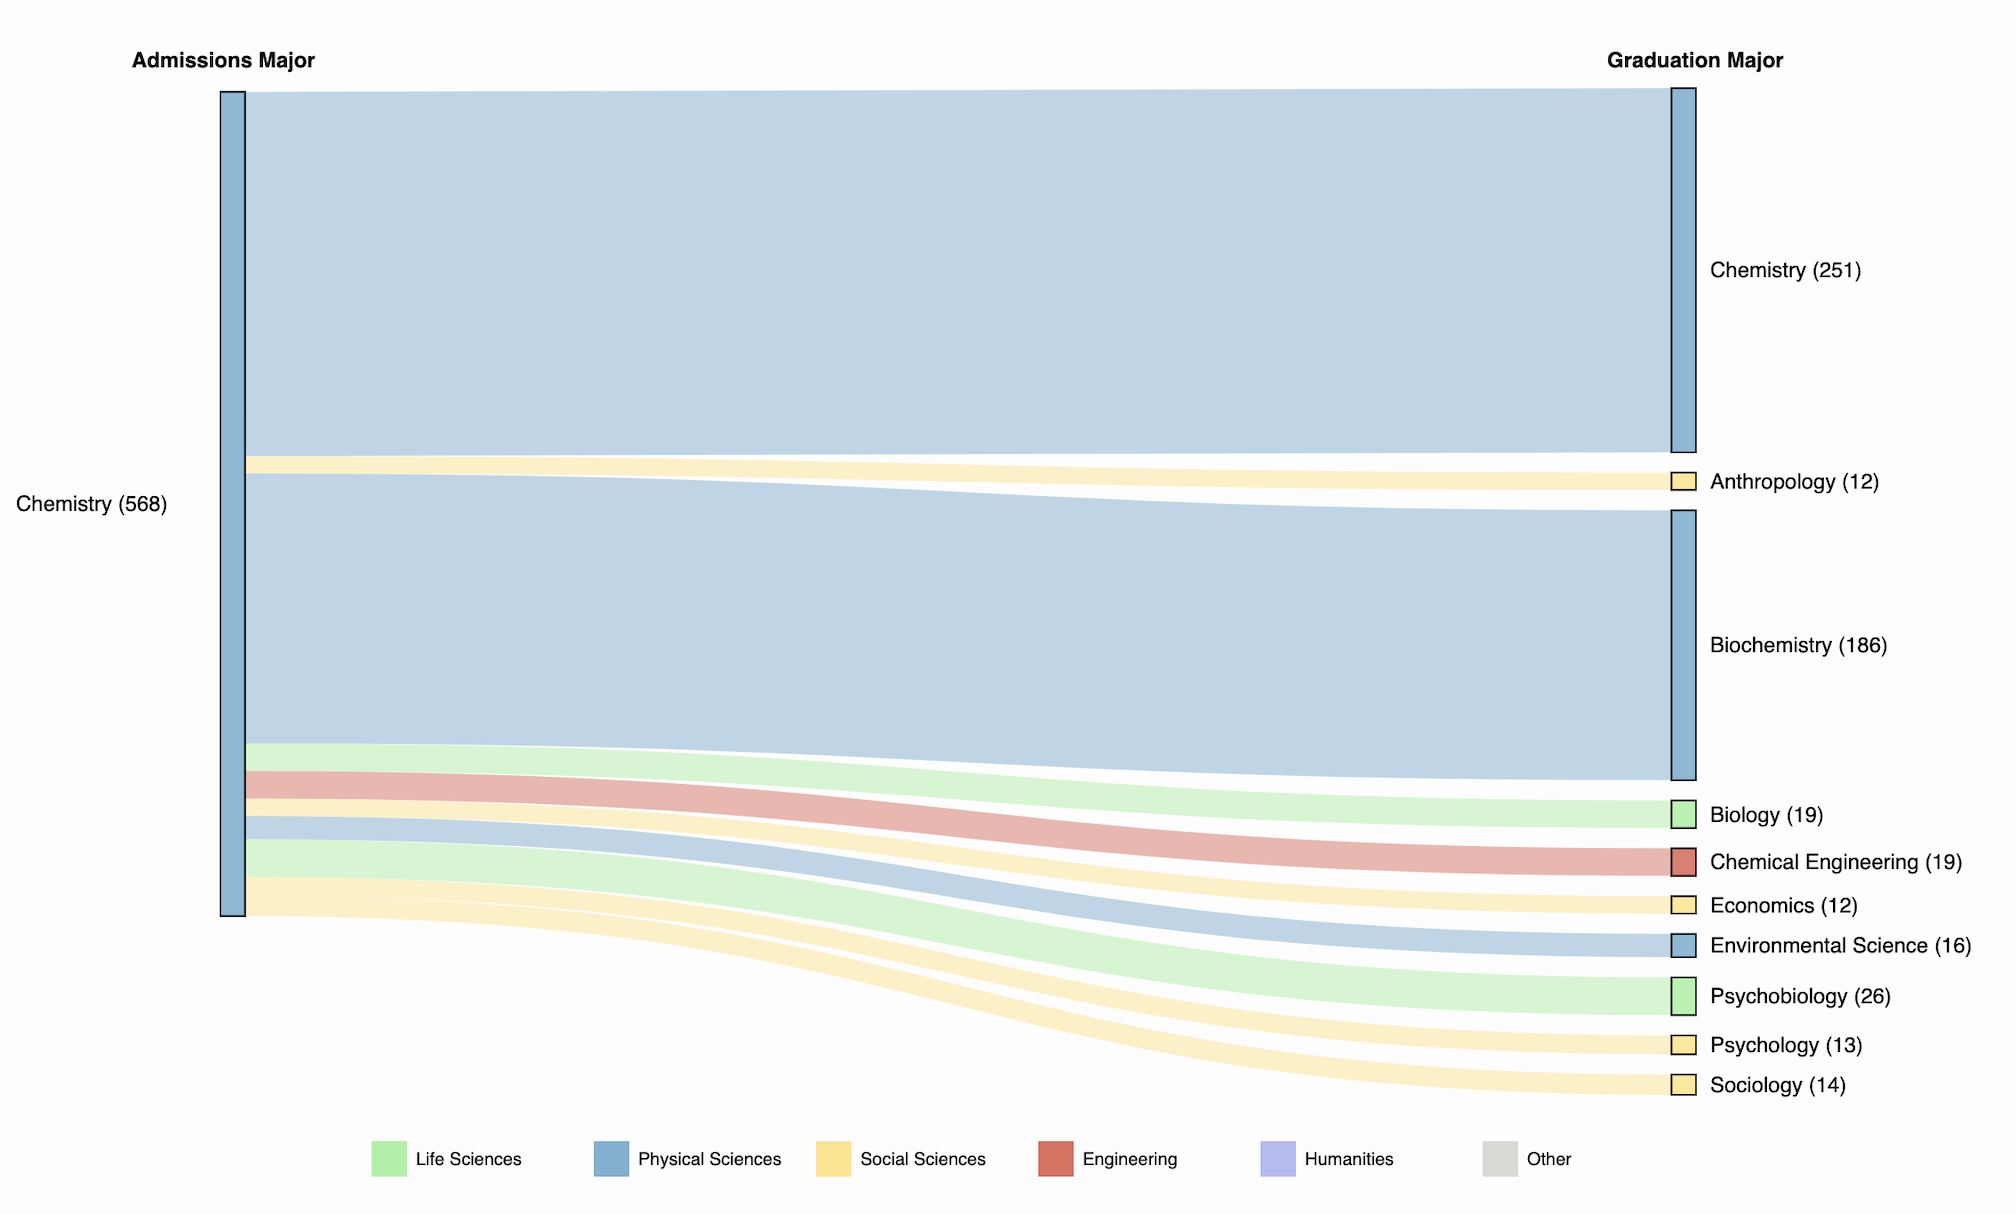 Admissions Major
Graduation Major
Chemistry (568)
Chemistry (251)
Anthropology (12)
Biochemistry (186)
Biology (19)
Chemical Engineering (19)
Economics (12)
Environmental Science (16)
Psychobiology (26)
Psychology (13)
Sociology (14)
Life Sciences
Physical Sciences
Social Sciences
Engineering
Humanities
Other